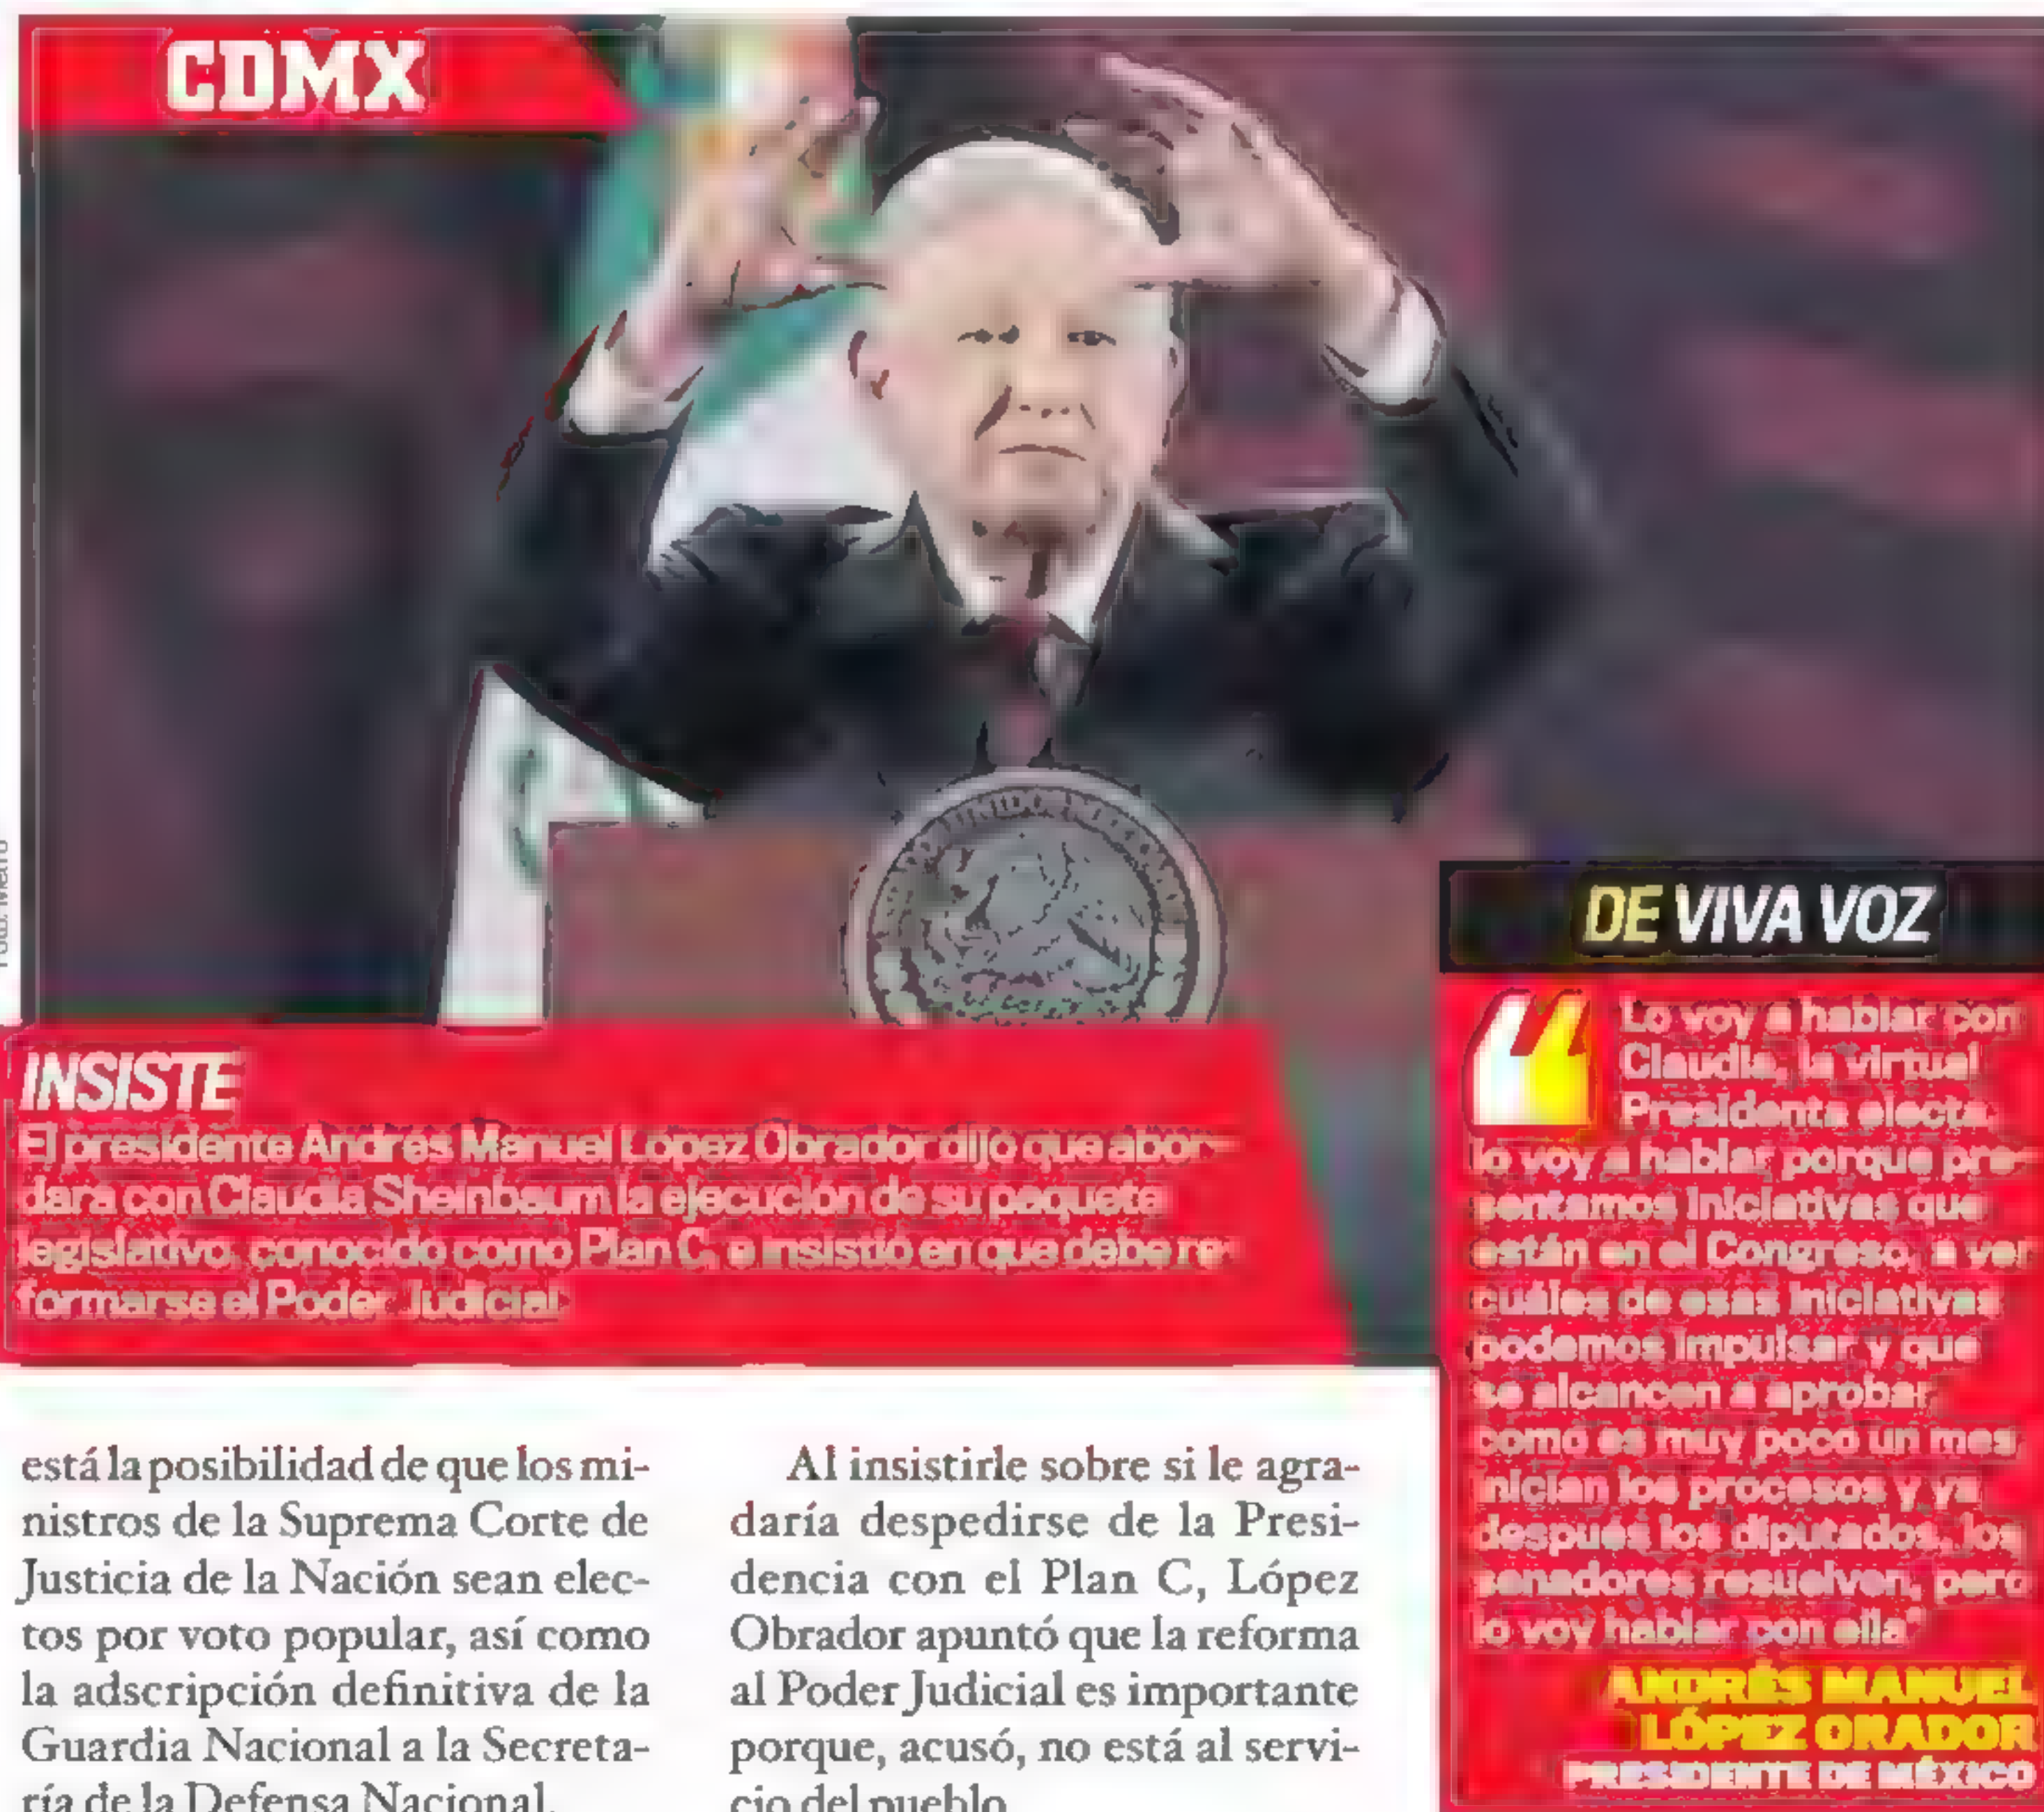 CDMX
INSISTE
El presidente Andrés Manuel López Obrador dijo que abor-
dará con Claudia Sheinbaum la ejecución de su paquete
legislativo, conocido como Plan C, e insistió en que debe re-
formarse el Poder Judicial
DE VIVA VOZ
Lo voy a hablar con
Claudia, la virtual
Presidenta electa,
lo voy a hablar porque pre-
sentamos iniciativas que
están en el Congreso, a ver
cuáles de esas iniciativas
podemos impulsar y que
se alcancen a aprobar,
como es muy poco un mes
inician los procesos y ya
después los diputados, los
senadores resuelven, pero
lo voy hablar con ella"
ANDRÉS MANUEL
LÓPEZ ORADOR
PRESIDENTE DE MÉXICO
está la posibilidad de que los mi-
nistros de la Suprema Corte de
Justicia de la Nación sean elec-
tos por voto popular, así como
la adscripción definitiva de la
Guardia Nacional a la Secreta-
ría de la Defensa Nacional.
Al insistirle sobre si le agra-
daría despedirse de la Presi-
dencia con el Plan C, López
Obrador apuntó que la reforma
al Poder Judicial es importante
porque, acusó, no está al servi-
cio del pueblo